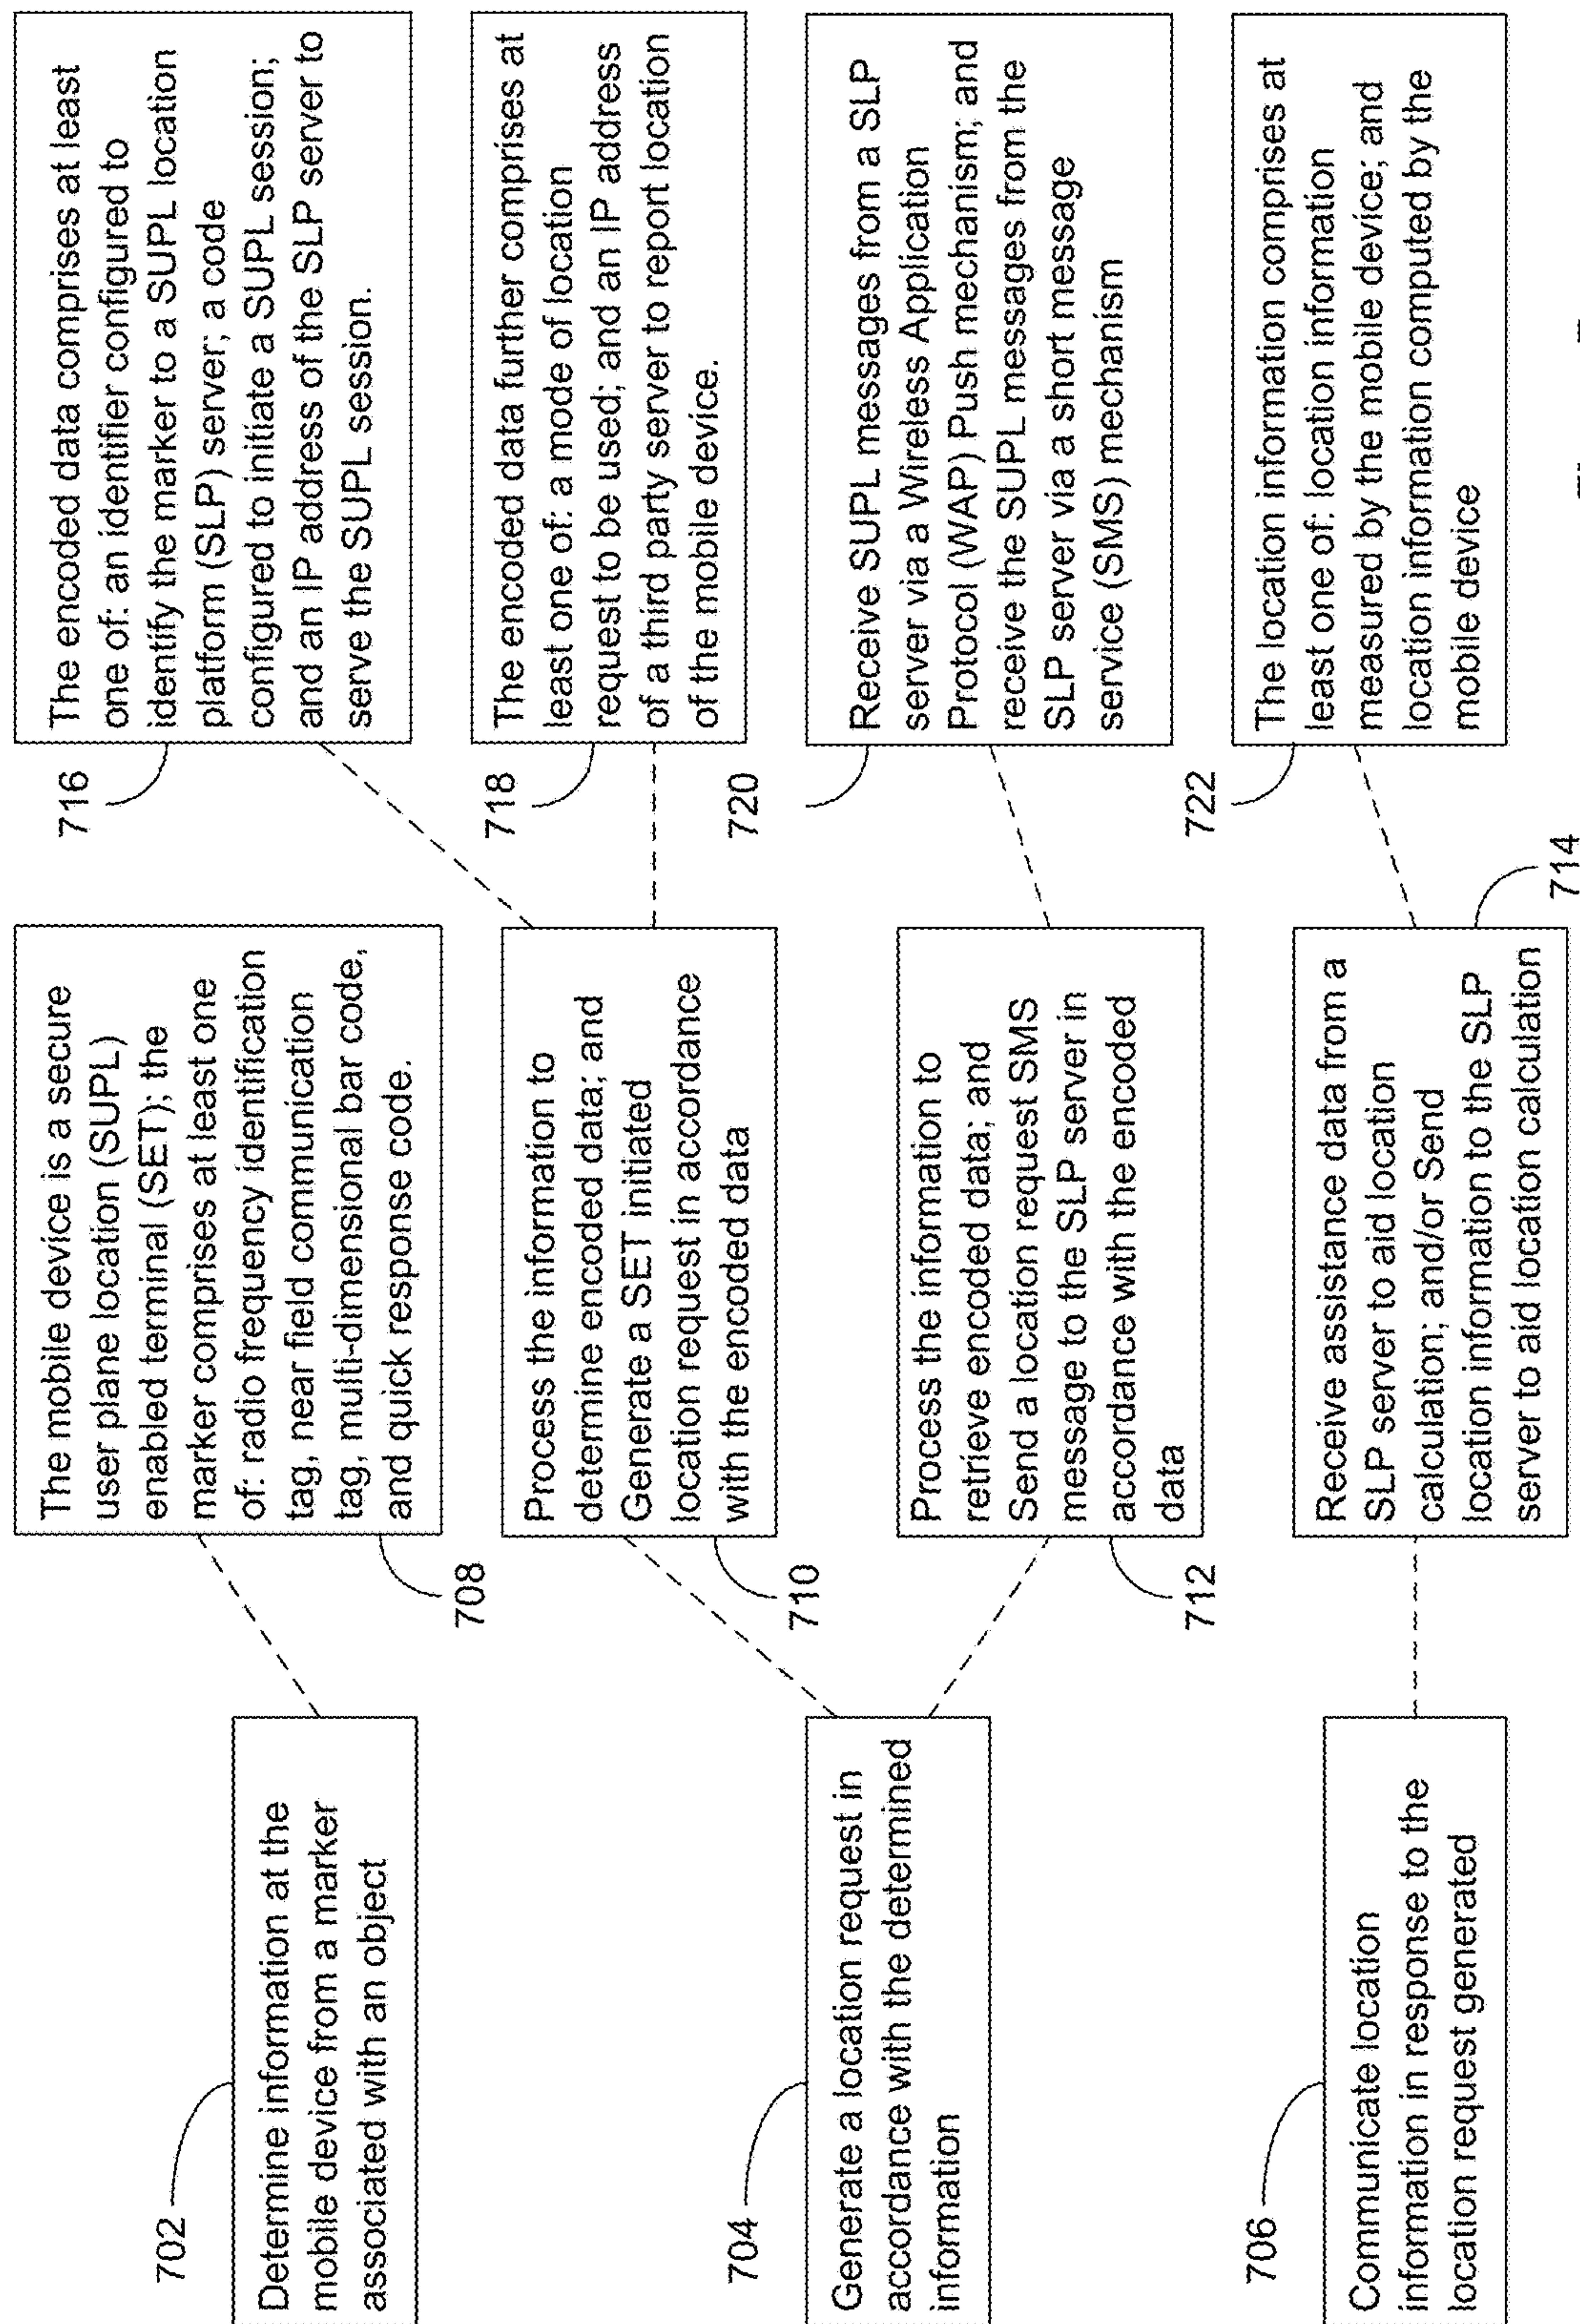 702
Determine information at the
mobile device from a marker
associated with an object
704
Generate a location request in
accordance with the determined
information
706
Communicate location
information in response to the
location request generated
The mobile device is a secure
user plane location (SUPL)
enabled terminal (SET); the
marker comprises at least one
of: radio frequency identification
tag, near field communication
tag, multi-dimensional bar code,
and quick response code.
708
Process the information to
determine encoded data; and
Generate a SET initiated
location request in accordance
with the encoded data
710
Process the information to
retrieve encoded data; and
Send a location request SMS
message to the SLP server in
accordance with the encoded
data
712
Receive assistance data from a
SLP server to aid location
calculation; and/or Send
location information to the SLP
server to aid location calculation
714
716
The encoded data comprises at least
one of: an identifier configured to
identify the marker to a SUPL location
platform (SLP) server; a code
configured to initiate a SUPL session;
and an IP address of the SLP server to
serve the SUPL session.
718
The encoded data further comprises at
least one of: a mode of location
request to be used; and an IP address
of a third party server to report location
of the mobile device.
720
Receive SUPL messages from a SLP
server via a Wireless Application
Protocol (WAP) Push mechanism; and
receive the SUPL messages from the
SLP server via a short message
service (SMS) mechanism
722
The location information comprises at
least one of: location information
measured by the mobile device; and
location information computed by the
mobile device